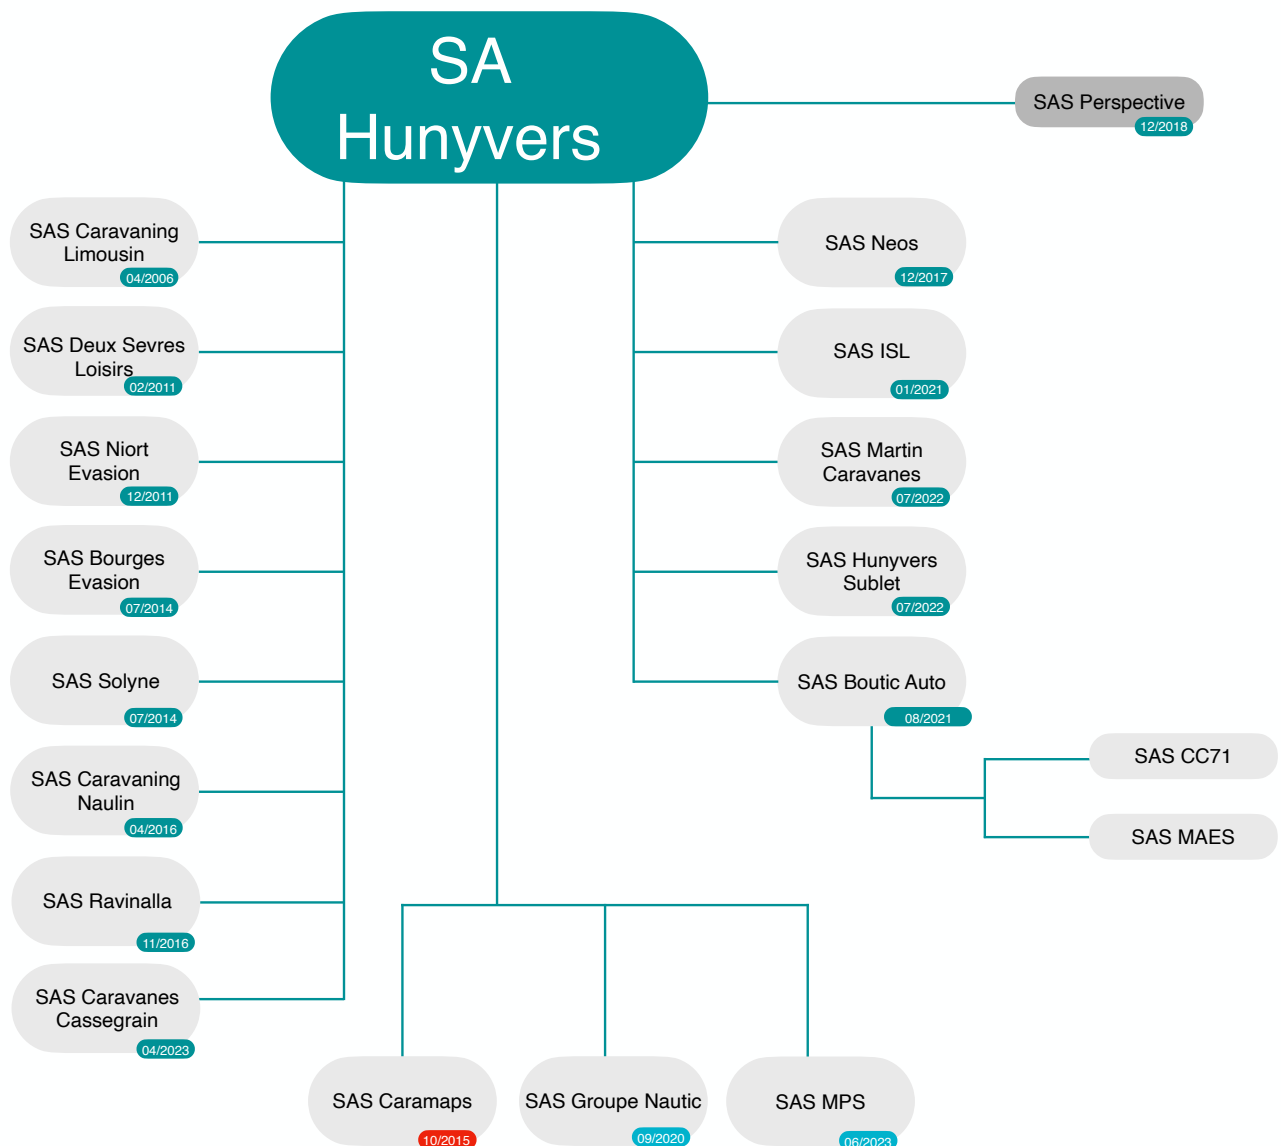 SA
Hunyvers
SAS Perspective
12/2018
SAS Caravaning
Limousin
04/2006
SAS Deux Sevres
Loisirs
02/2011
SAS Niort
Evasion
12/2011
SAS Bourges
Evasion
07/2014
SAS Solyne
07/2014
SAS Caravaning
Naulin
04/2016
SAS Ravinalla
11/2016
SAS Caravanes
Cassegrain
04/2023
SAS Neos
12/2017
SAS ISL
01/2021
SAS Martin
Caravanes
07/2022
SAS Hunyvers
Sublet
07/2022
SAS Boutic Auto
08/2021
SAS CC71
SAS MAES
SAS Caramaps
10/2015
SAS Groupe Nautic
09/2020
SAS MPS
06/2023